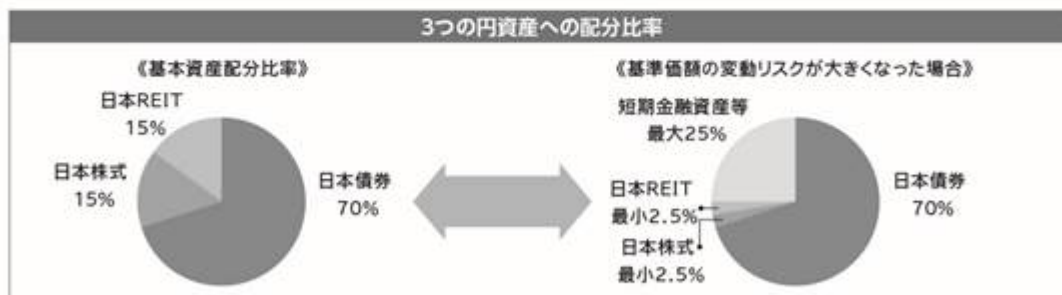 3つの円資産への配分比率
《基本資産配分比率》
日本REIT
15%
日本株式
15%
日本債券
70%
《基準価額の変動リスクが大きくなった場合》
短期金融資産等
最大25%
日本REIT
最小2.5%
日本株式
最小2.5%
日本債券
70%